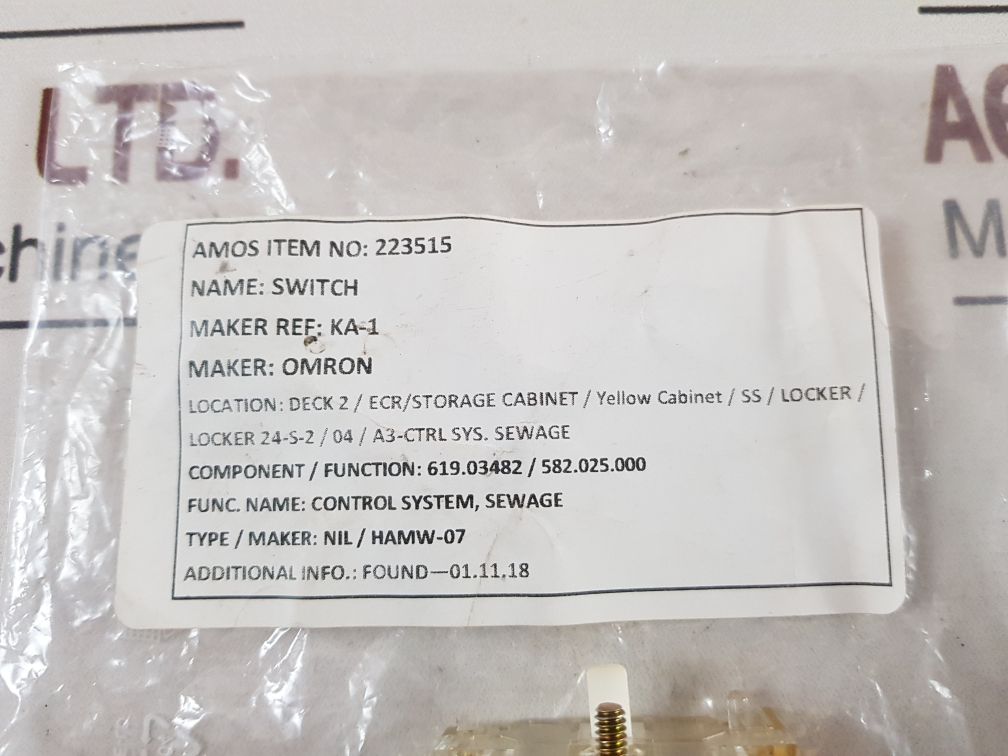 LTD.
AMOS ITEM NO: 223515
NAME: SWITCH
MAKER REF: KA-1
MAKER: OMRON
LOCATION: DECK 2 / ECR/STORAGE CABINET / Yellow Cabinet / SS / LOCKER /
LOCKER 24-S-2 / 04 / A3-CTRL SYS. SEWAGE
COMPONENT / FUNCTION: 619.03482 / 582.025.000
FUNC. NAME: CONTROL SYSTEM, SEWAGE
TYPE / MAKER: NIL / HAMW-07
ADDITIONAL INFO.: FOUND—01.11.18